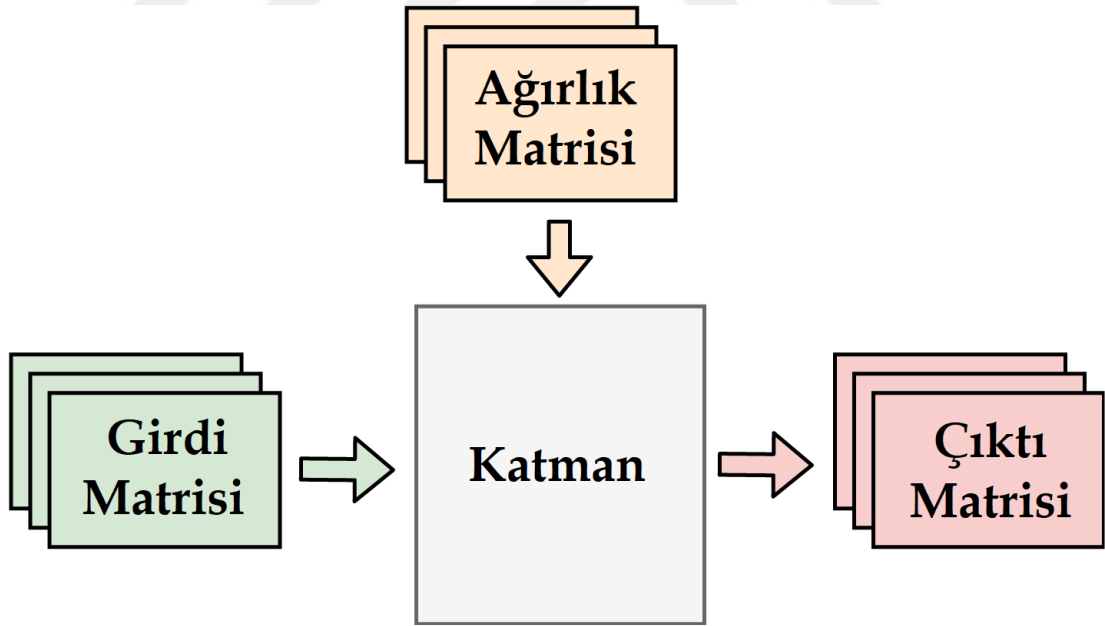 Ağırlık
Matrisi
Girdi
Matrisi
Katman
Çıktı
Matrisi